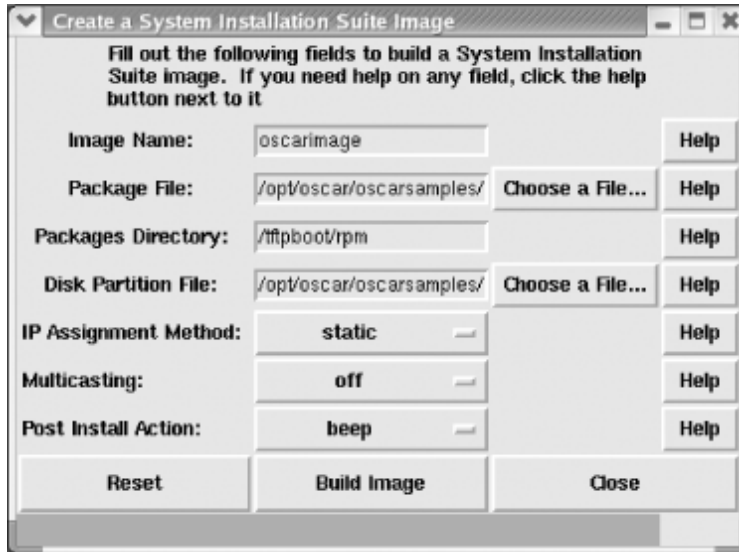 Create a System Installation Suite Image
Fill out the following fields to build a System Installation
Suite image. If you need help on any field, click the help
button next to it
Image Name: oscarimage Help
Package File: /opt/oscar/oscarsamples/ Choose a File... Help
Packages Directory: /tftpboot/rpm Help
Disk Partition File: /opt/oscar/oscarsamples/ Choose a File... Help
IP Assignment Method: static Help
Multicasting: off Help
Post Install Action: beep Help
Reset Build Image Close